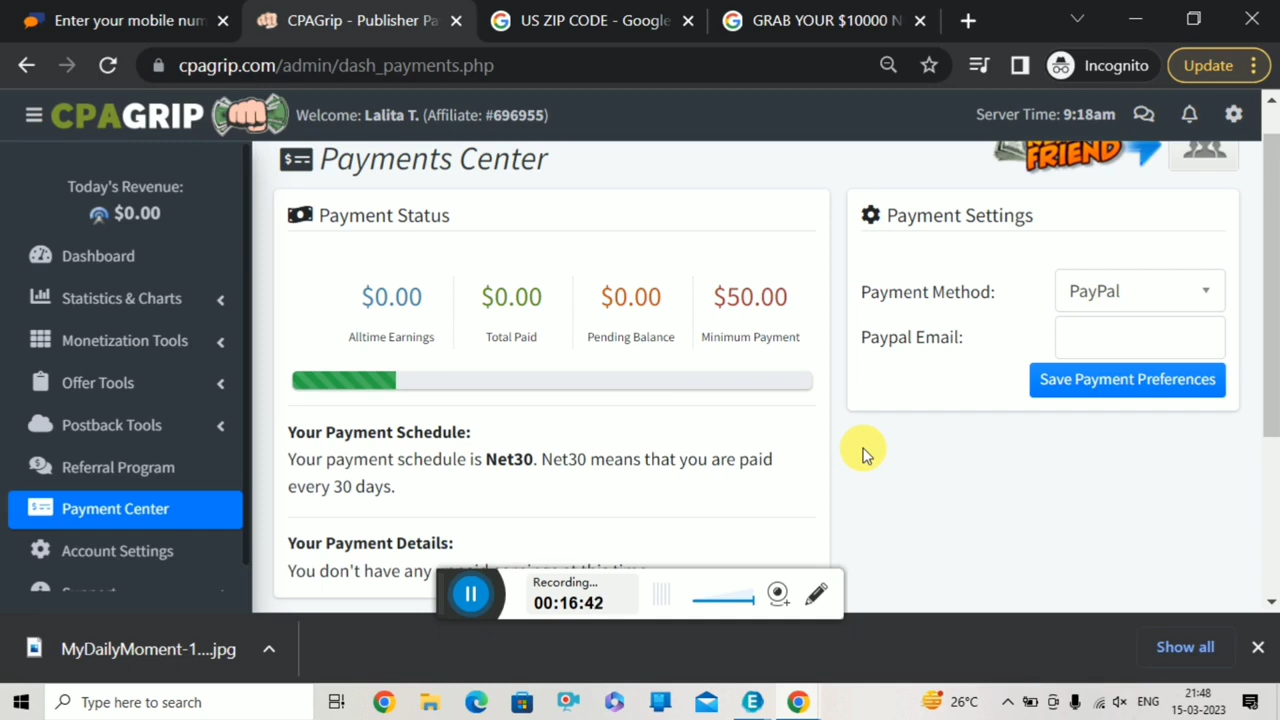 Enter your mobile num
CPAGrip - Publisher Pa
US ZIP CODE - Google
GRAB YOUR $10000 N
cpagrip.com/admin/dash_payments.php
Incognito
Update
CPAGRIP
Welcome: Lalita T. (Affiliate: #696955)
Server Time: 9:18am
Today's Revenue:
$0.00
Dashboard
Statistics & Charts
Monetization Tools
Offer Tools
Postback Tools
Referral Program
Payment Center
Account Settings
Payments Center
FRIEND
Payment Status
$0.00
$0.00
$0.00
$50.00
Alltime Earnings
Total Paid
Pending Balance
Minimum Payment
Your Payment Schedule:
Your payment schedule is Net30. Net30 means that you are paid
every 30 days.
Your Payment Details:
You don't have any
Payment Settings
Payment Method:
PayPal
Paypal Email:
Save Payment Preferences
Recording...
00:16:42
MyDailyMoment-1....jpg
Show all
Type here to search
26°C
ENG
21:48
15-03-2023